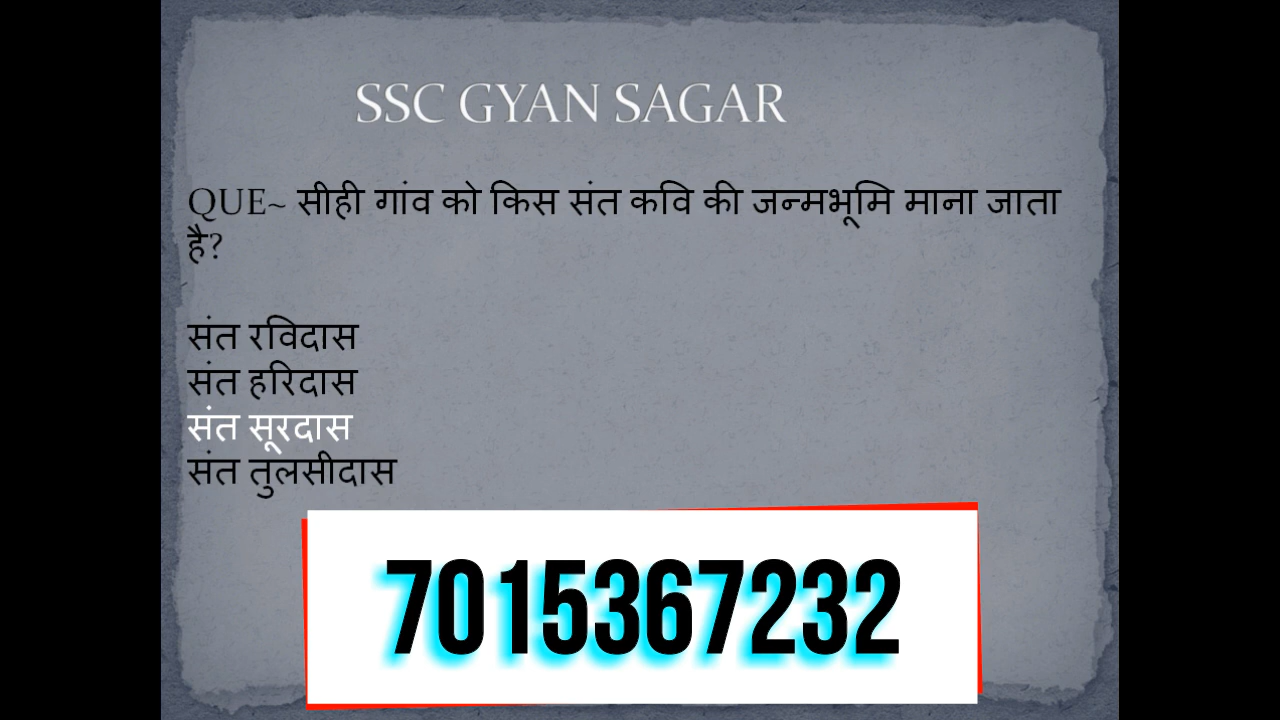 SSC GYAN SAGAR
QUE~ सीही गांव को किस संत कवि की जन्मभूमि माना जाता
है?
संत रविदास
संत हरिदास
संत सूरदास
संत तुलसीदास
7015367232